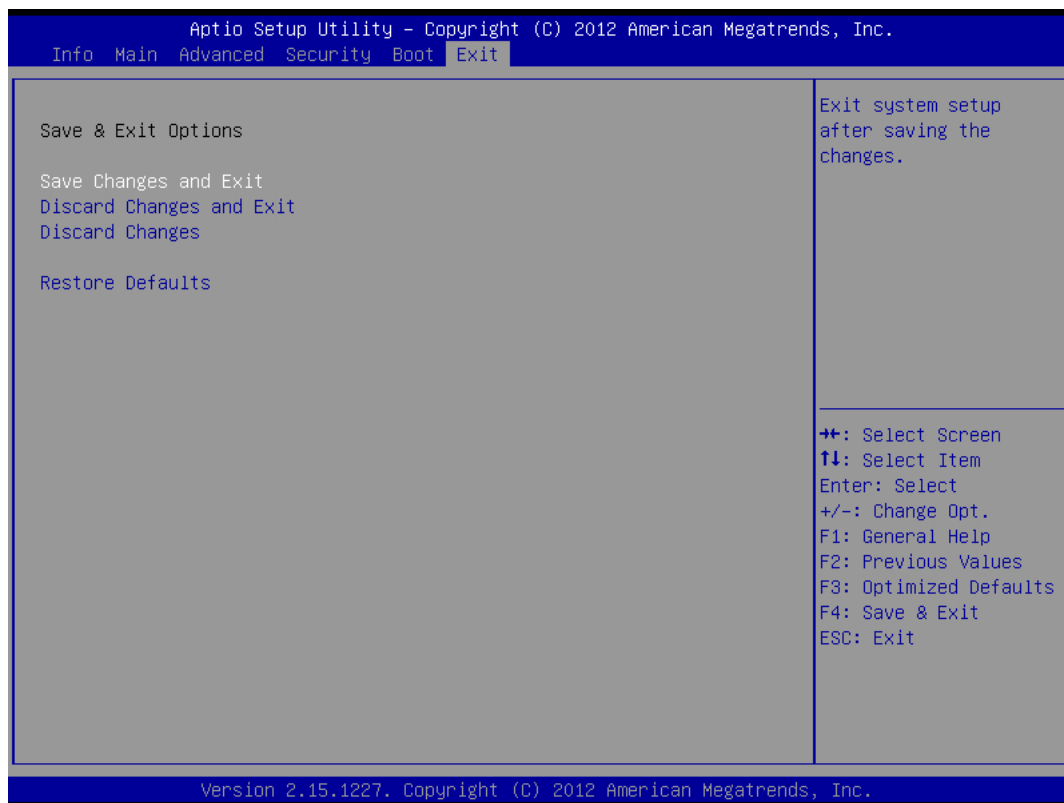 Aptio Setup Utility – Copyright (C) 2012 American Megatrends, Inc.
Info Main Advanced Security Boot Exit
Save & Exit Options
Save Changes and Exit
Discard Changes and Exit
Discard Changes
Restore Defaults
Exit system setup
after saving the
changes.
→←: Select Screen
↑↓: Select Item
Enter: Select
+/-: Change Opt.
F1: General Help
F2: Previous Values
F3: Optimized Defaults
F4: Save & Exit
ESC: Exit
Version 2.15.1227. Copyright (C) 2012 American Megatrends, Inc.